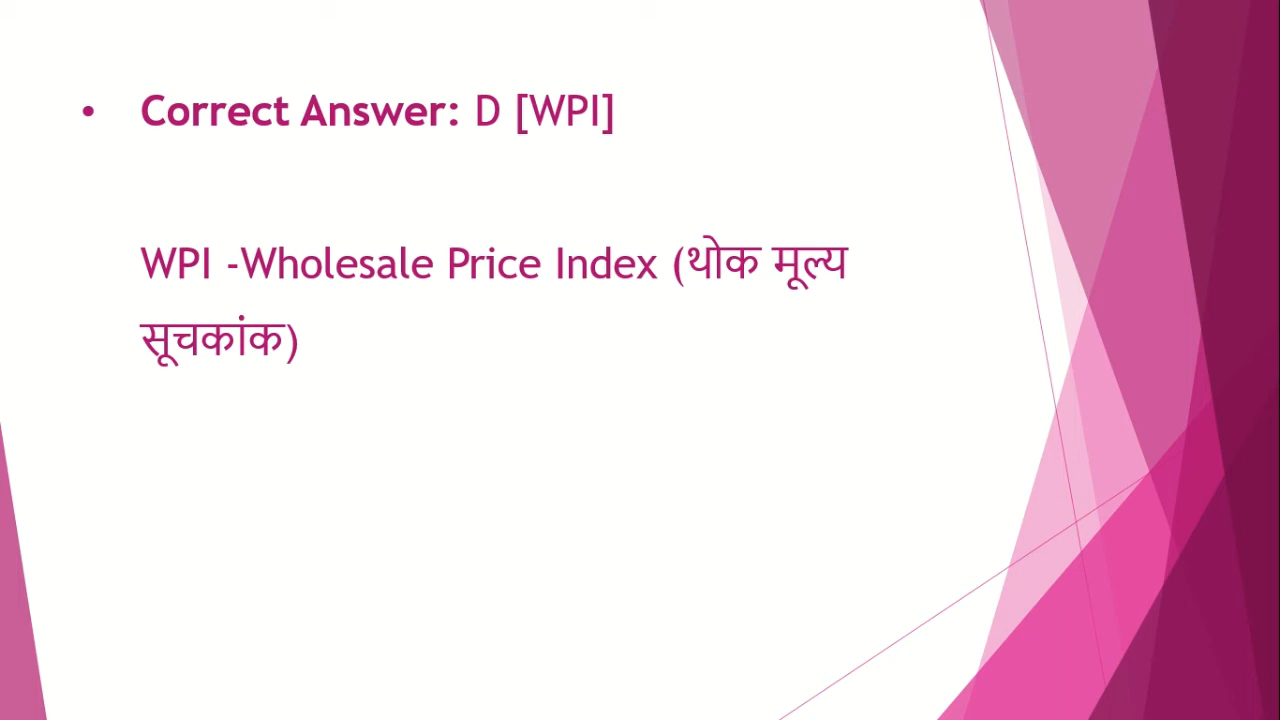 • Correct Answer: D [WPI]
WPI -Wholesale Price Index (थोक मूल्य
सूचकांक)